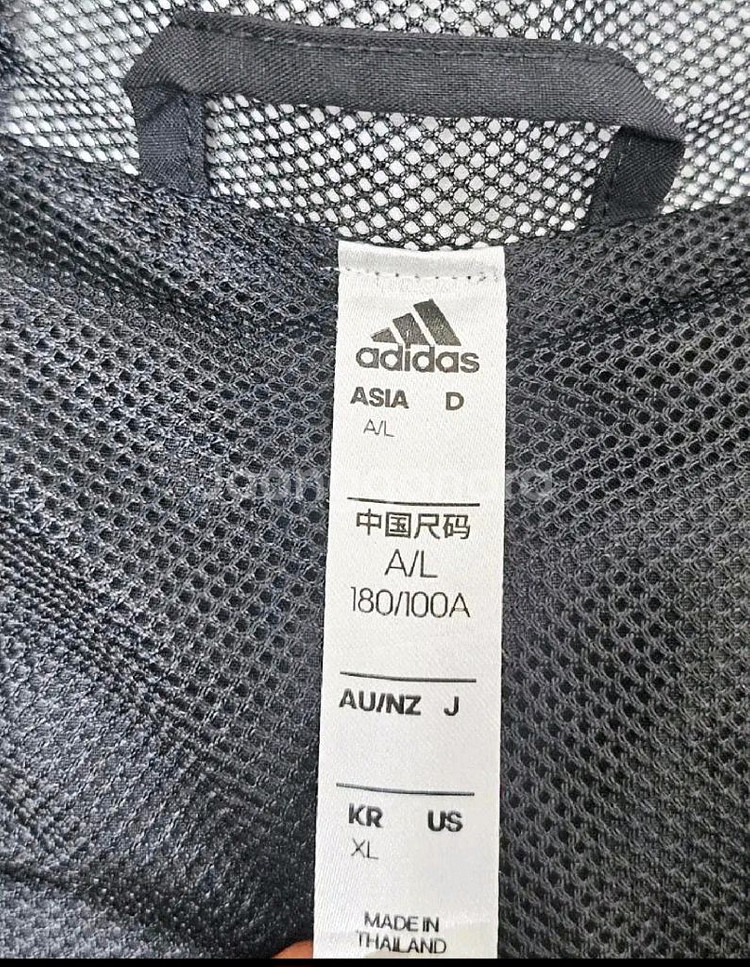 adidas
ASIA D
A/L
中国尺码
A/L
180/100A
AU/NZ J
KR US
XL
MADE IN
THAILAND